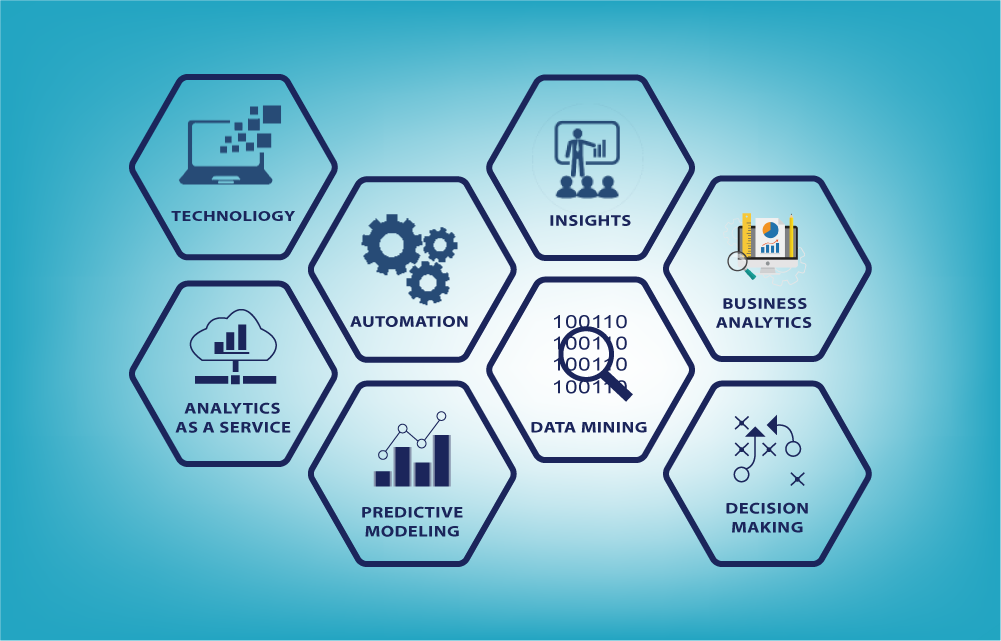 TECHNOLIOGY
INSIGHTS
AUTOMATION
BUSINESS
ANALYTICS
ANALYTICS
AS A SERVICE
100110
100110
100110
100110
DATA MINING
PREDICTIVE
MODELING
DECISION
MAKING